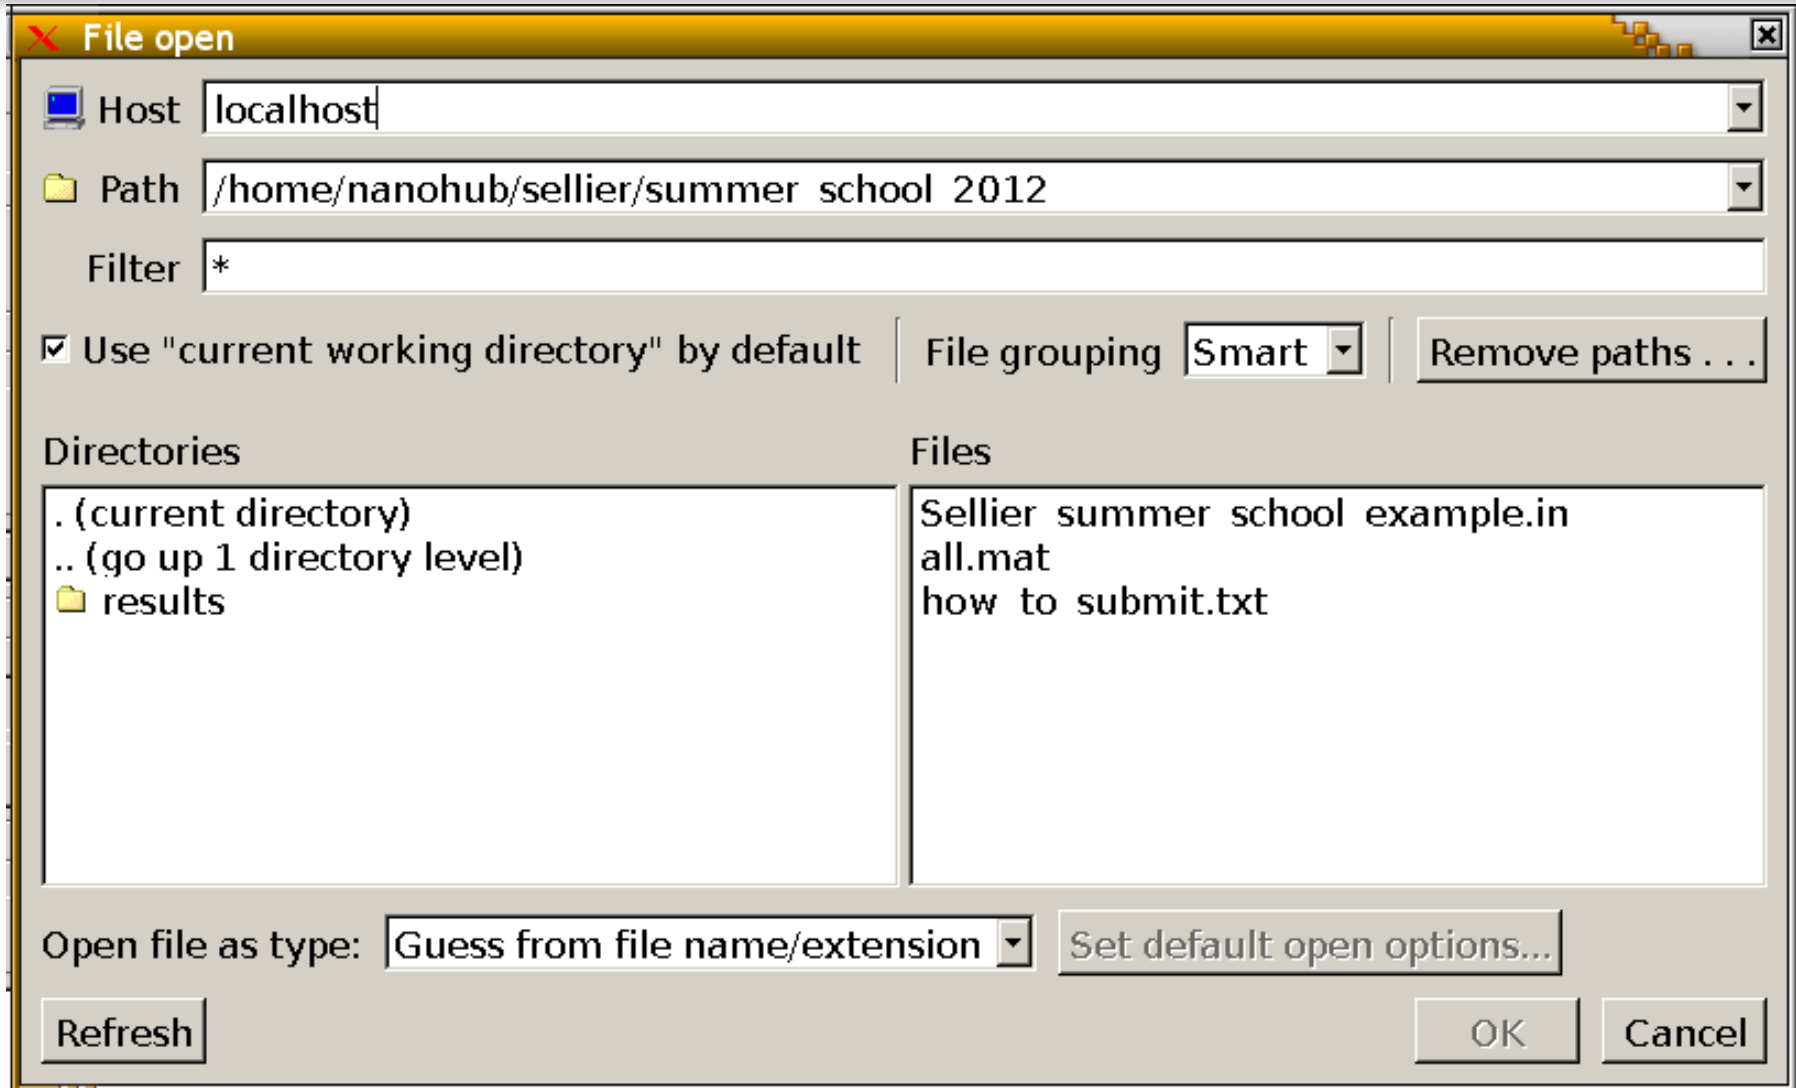 File open
Host localhost
Path /home/nanohub/sellier/summer school 2012
Filter *
Use "current working directory" by default File grouping Smart Remove paths . . .
Directories Files
. (current directory) Sellier summer school example.in
.. (go up 1 directory level) all.mat
results how to submit.txt
Open file as type: Guess from file name/extension Set default open options...
Refresh OK Cancel